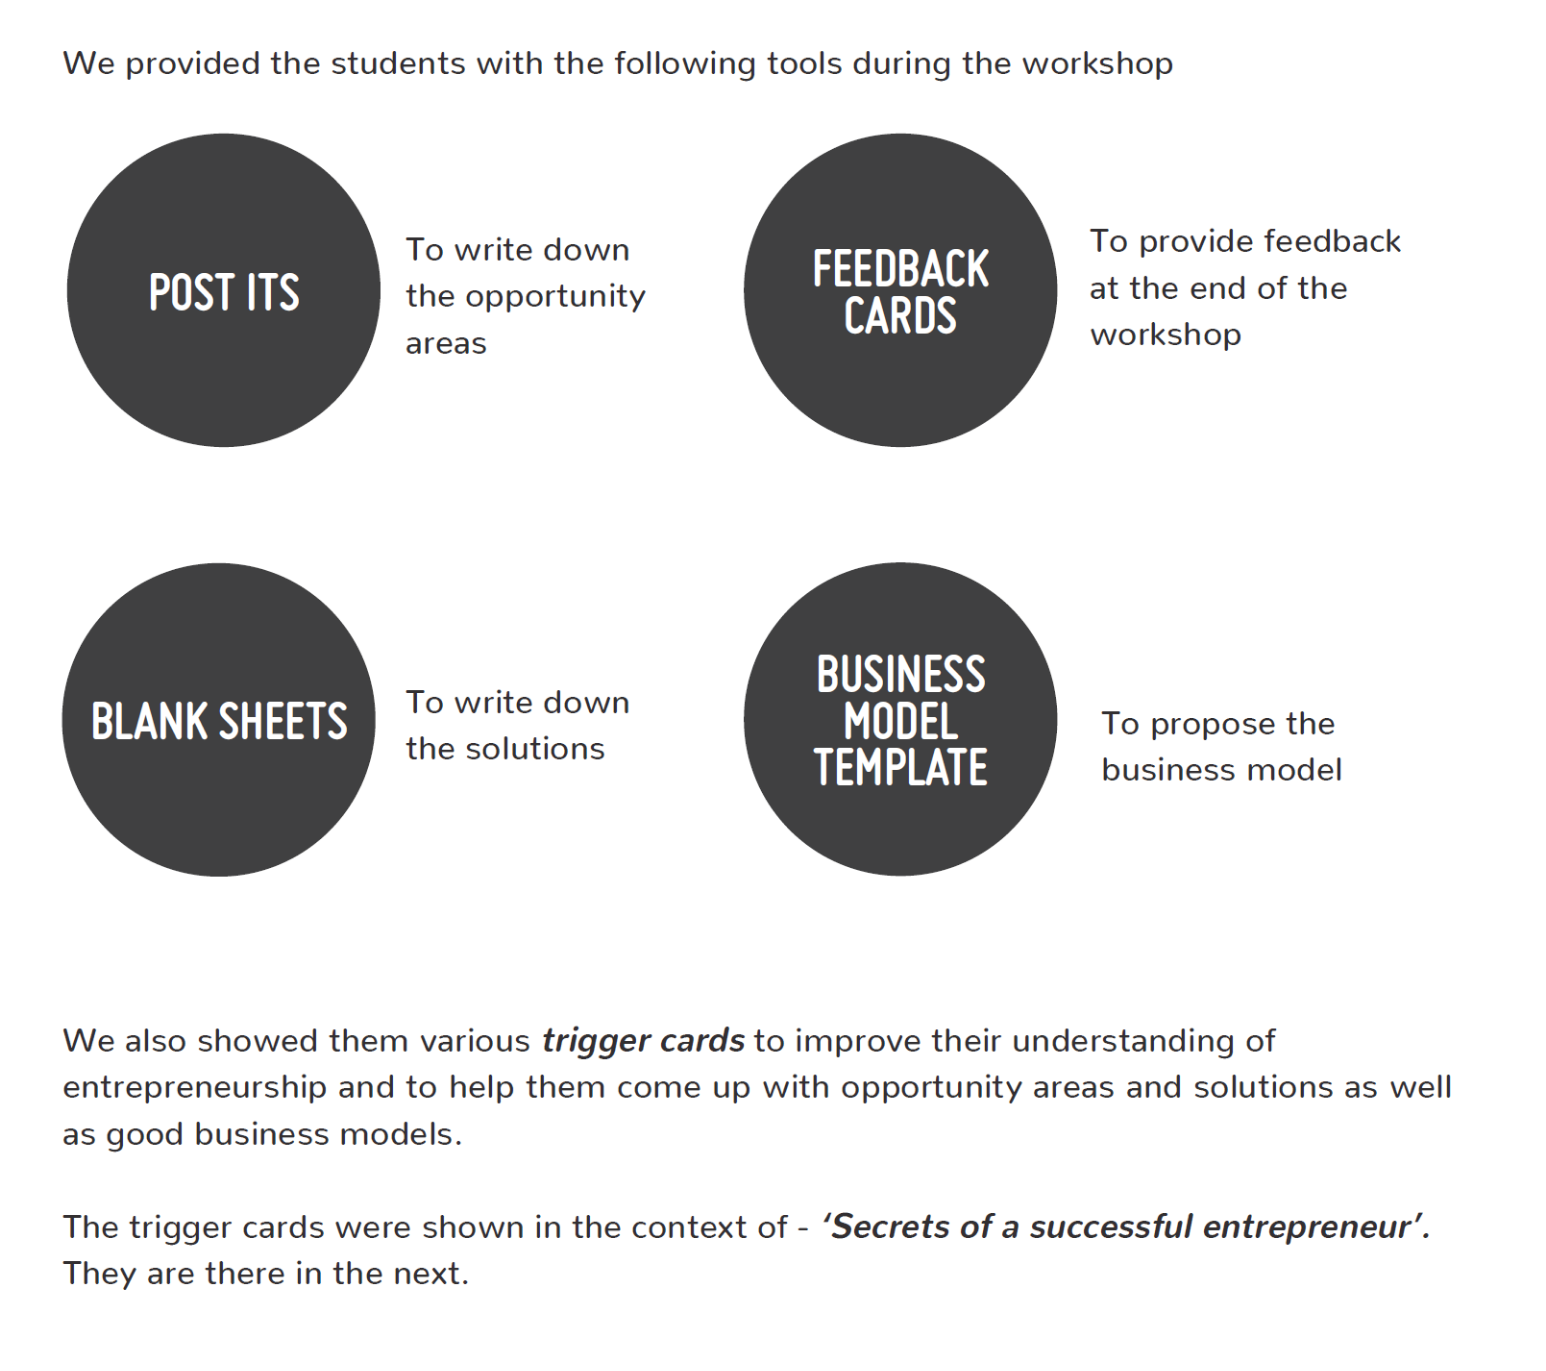 We provided the students with the following tools during the workshop
POST ITS
To write down
the opportunity
areas
FEEDBACK
CARDS
To provide feedback
at the end of the
workshop
BLANK SHEETS
To write down
the solutions
BUSINESS
MODEL
TEMPLATE
To propose the
business model
We also showed them various trigger cards to improve their understanding of
entrepreneurship and to help them come up with opportunity areas and solutions as well
as good business models.
The trigger cards were shown in the context of - ‘Secrets of a successful entrepreneur’.
They are there in the next.